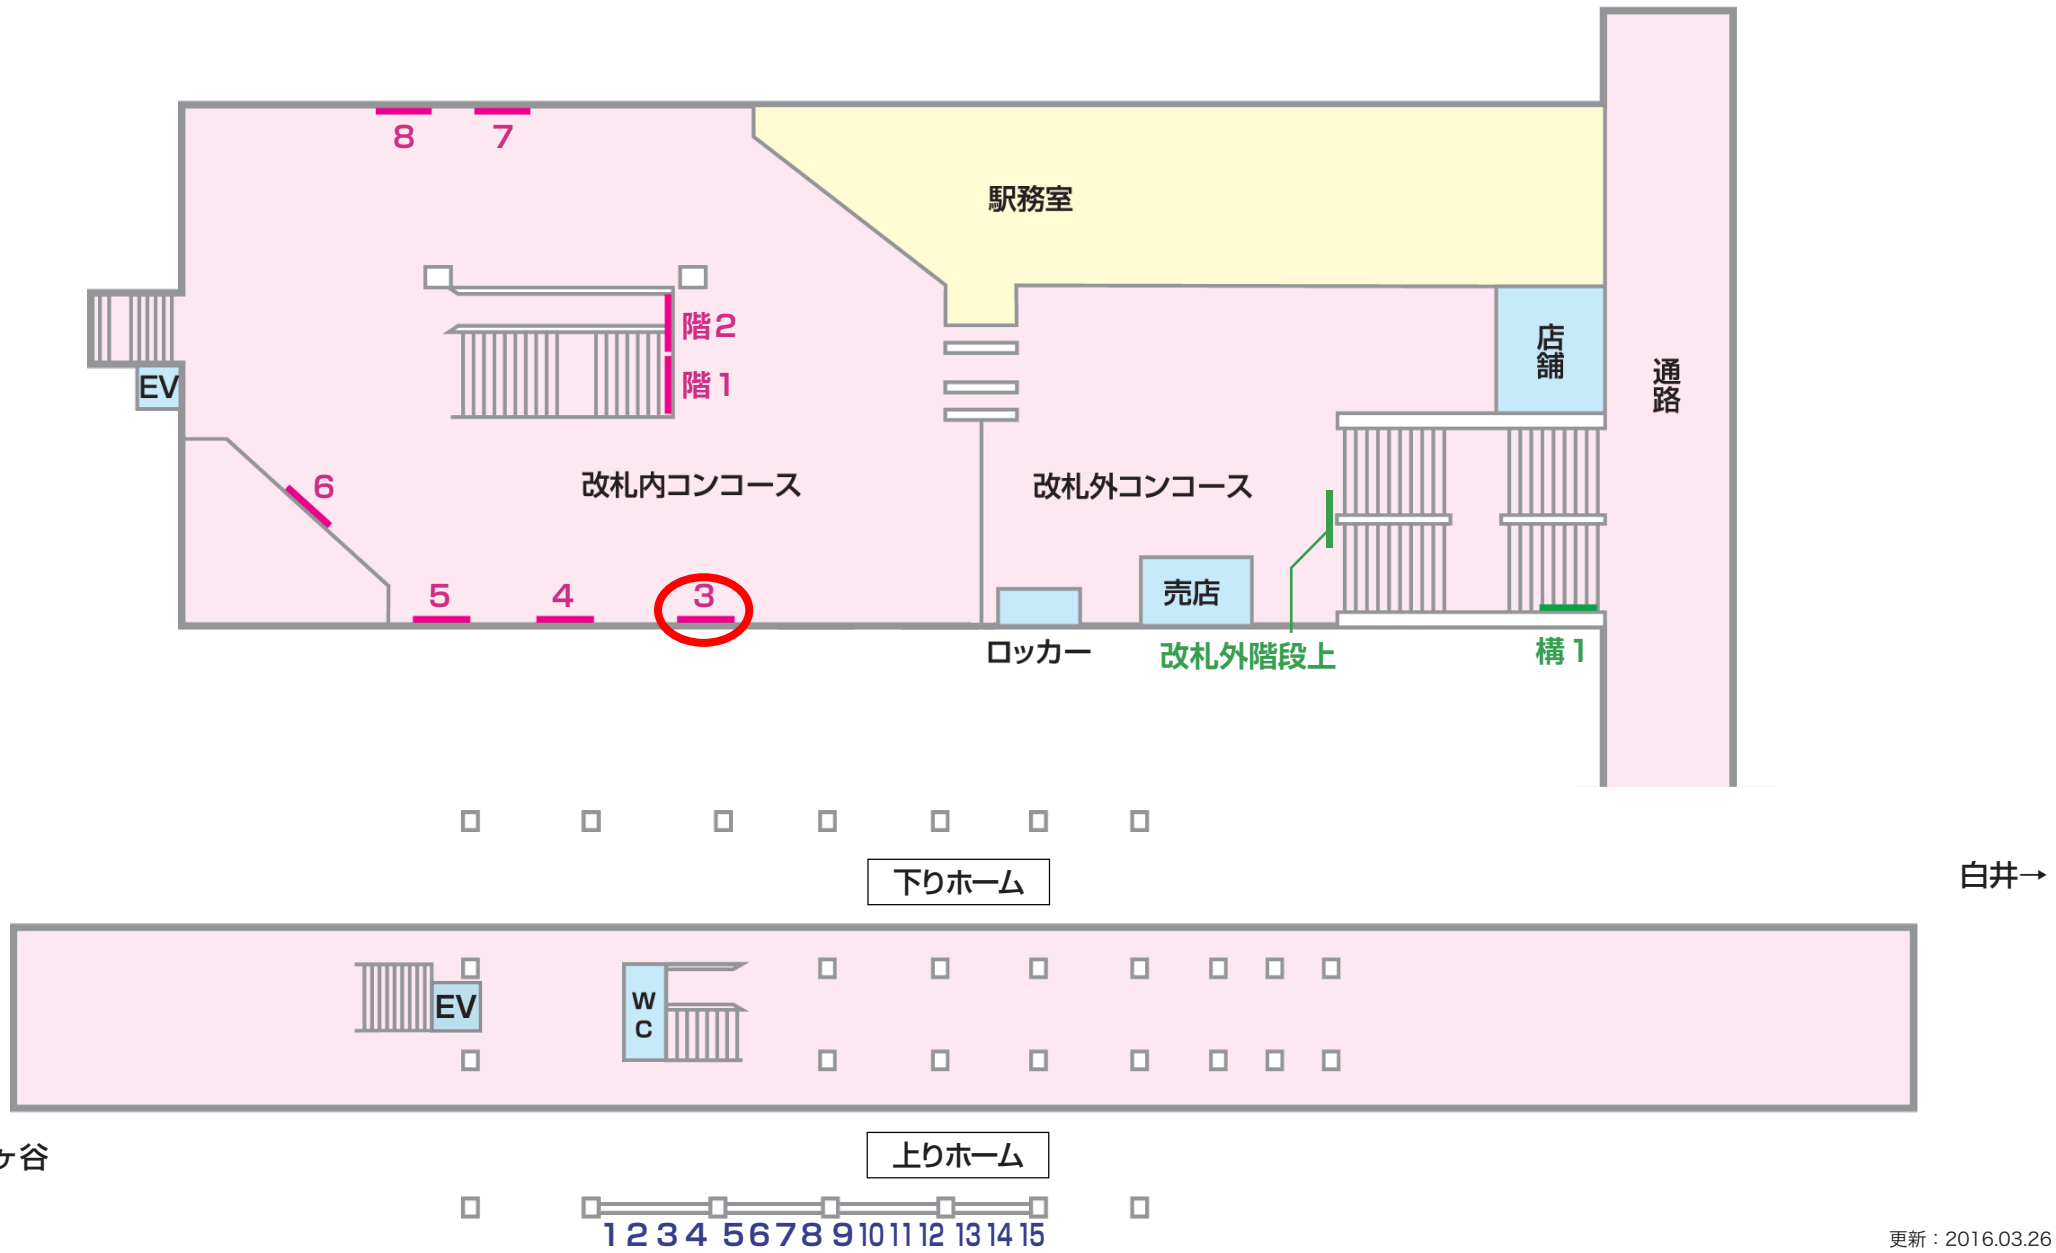 8
7
駅務室
階2
階1
EV
店舗
通路
6
改札内コンコース
改札外コンコース
5
4
3
売店
ロッカー
改札外階段上
構1
下りホーム
白井→
EV
WC
ヶ谷
上りホーム
1 2 3 4 5 6 7 8 9 10 11 12 13 14 15
更新：2016.03.26